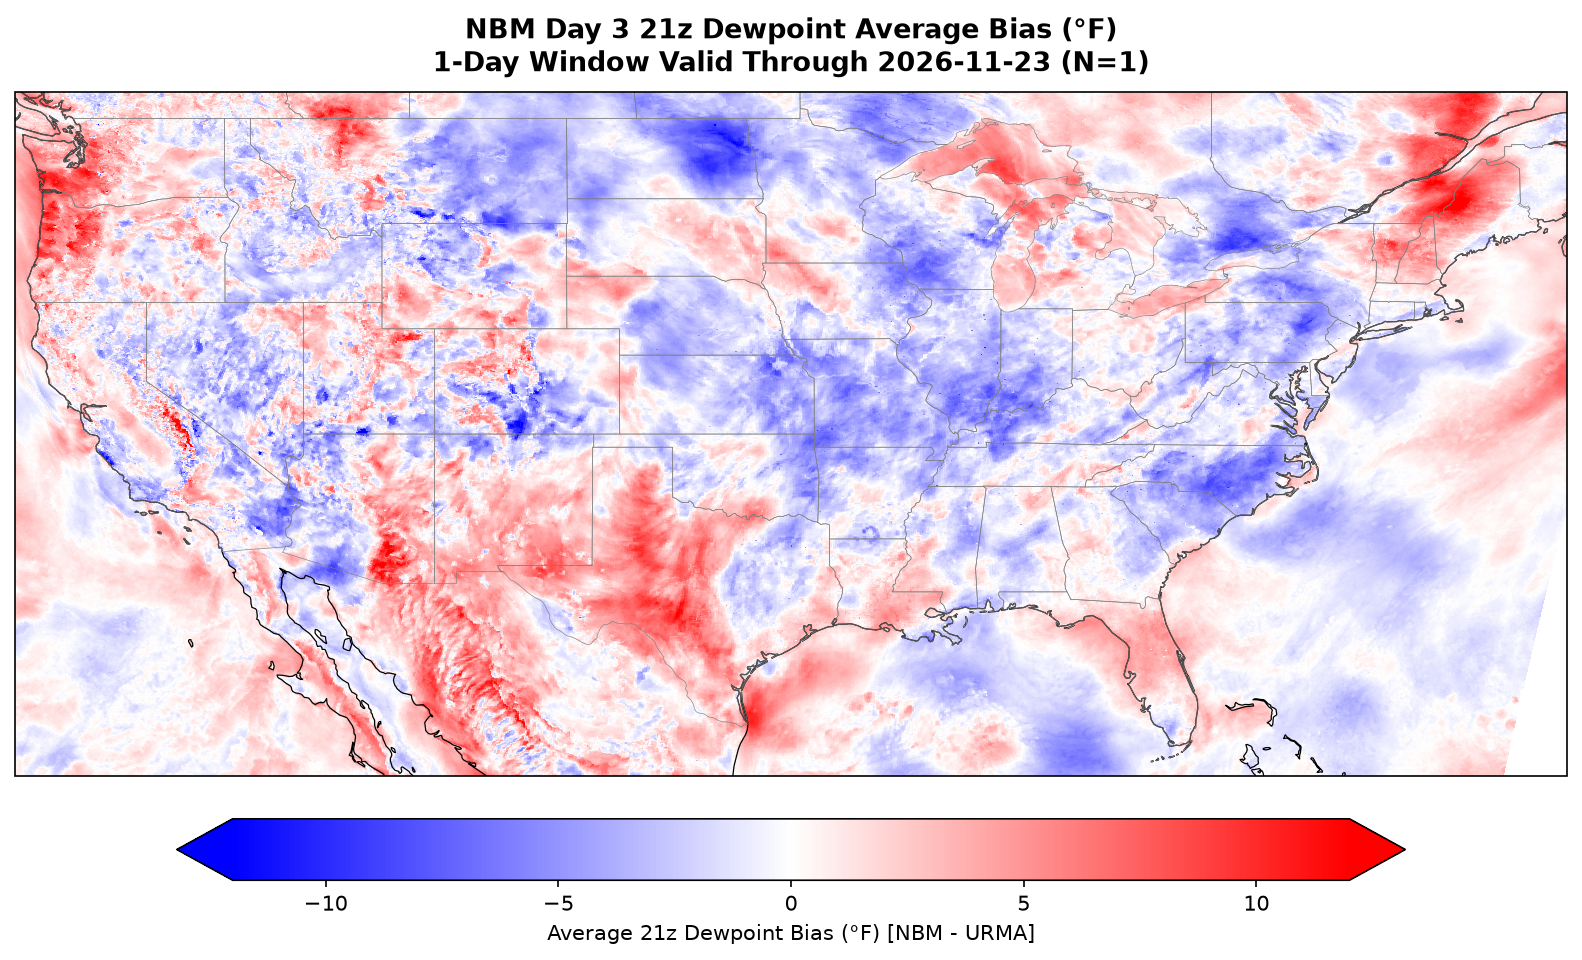 NBM Day 3 21z Dewpoint Average Bias (°F)
1-Day Window Valid Through 2026-11-23 (N=1)
−10 −5 0 5 10
Average 21z Dewpoint Bias (°F) [NBM - URMA]